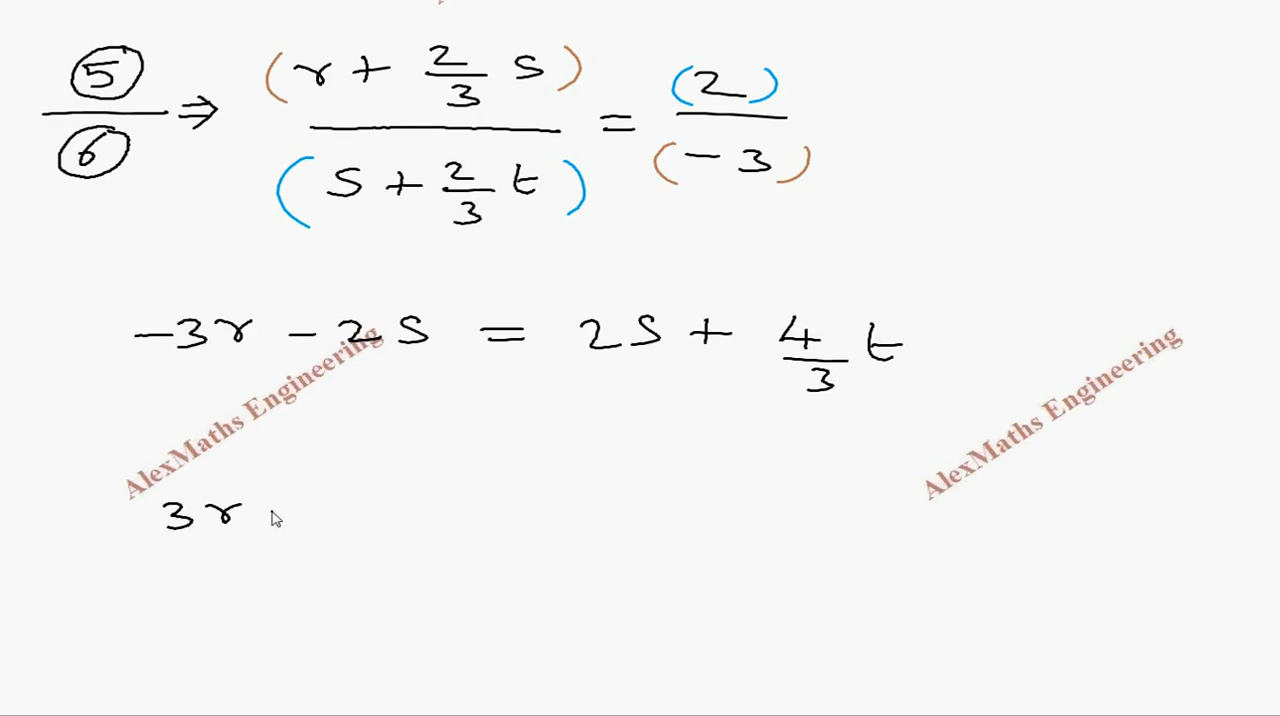 5/6 ⇒ (r + 2/3 s)/(s + 2/3 t) = (2)/(-3)
-3r - 2s = 2s + 4/3 t
AlexMaths Engineering
AlexMaths Engineering
3r